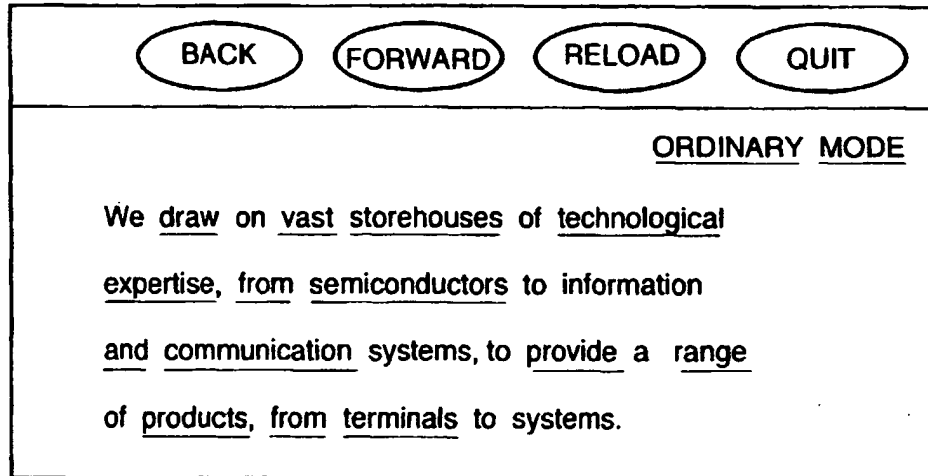 BACK FORWARD RELOAD QUIT
ORDINARY MODE
We draw on vast storehouses of technological
expertise, from semiconductors to information
and communication systems, to provide a range
of products, from terminals to systems.